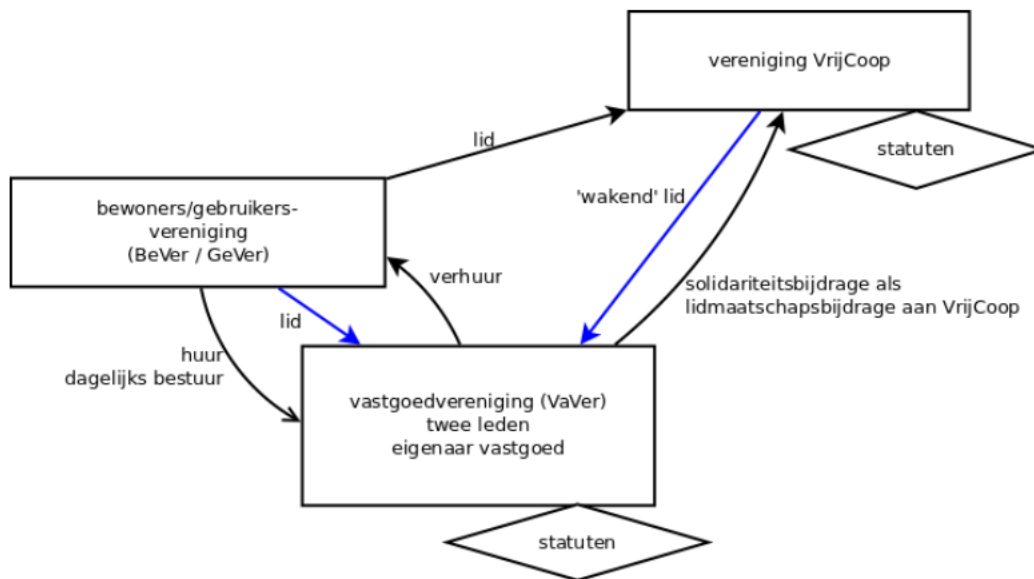 vereniging VrijCoop
statuten
lid
'wakend' lid
bewoners/gebruikers-
vereniging
(BeVer / GeVer)
verhuur
solidariteitsbijdrage als
lidmaatschapsbijdrage aan VrijCoop
lid
huur
dagelijks bestuur
vastgoedvereniging (VaVer)
twee leden
eigenaar vastgoed
statuten